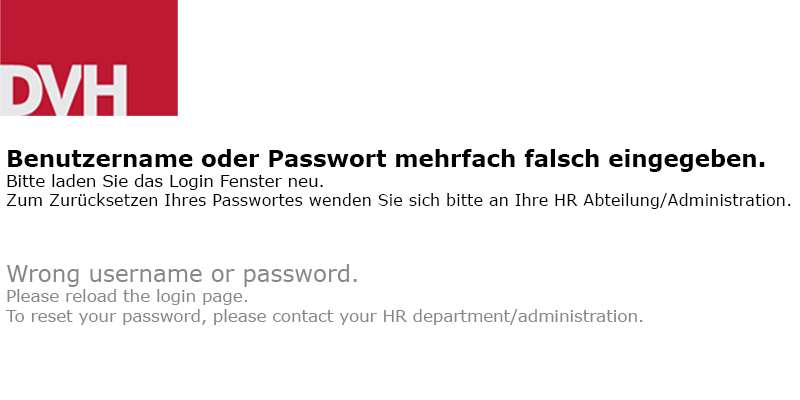 DVH
Benutzername oder Passwort mehrfach falsch eingegeben.
Bitte laden Sie das Login Fenster neu.
Zum Zurücksetzen Ihres Passwortes wenden Sie sich bitte an Ihre HR Abteilung/Administration.
Wrong username or password.
Please reload the login page.
To reset your password, please contact your HR department/administration.